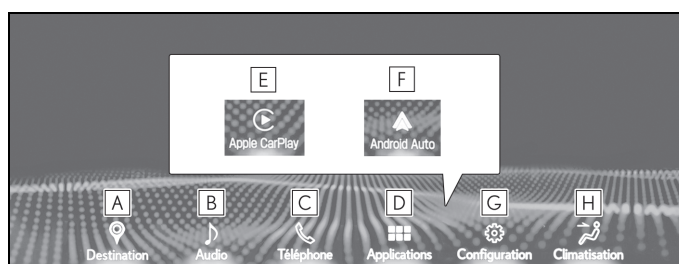 E F
Apple CarPlay Android Auto
A B C D G H
Destination Audio Téléphone Applications Configuration Climatisation